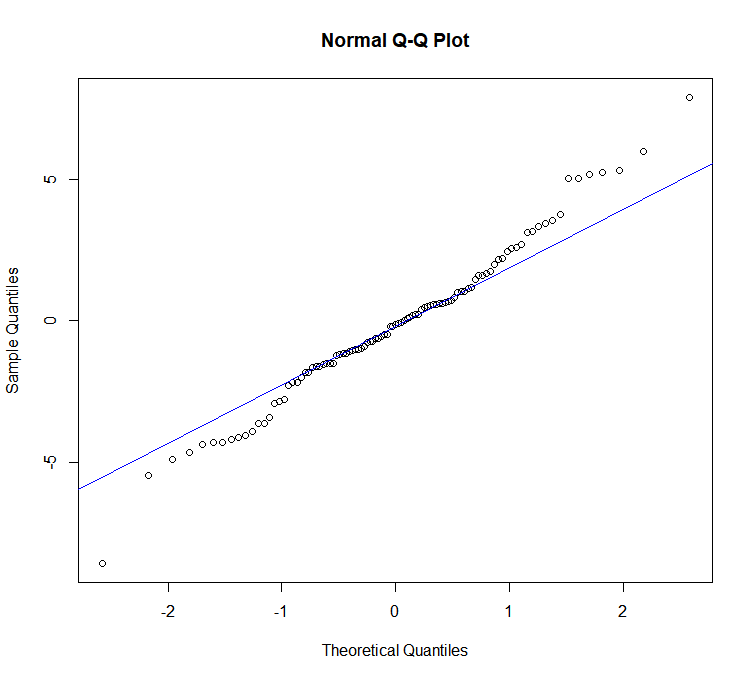 Normal Q-Q Plot
5
0
-5
Sample Quantiles
-2 -1 0 1 2
Theoretical Quantiles